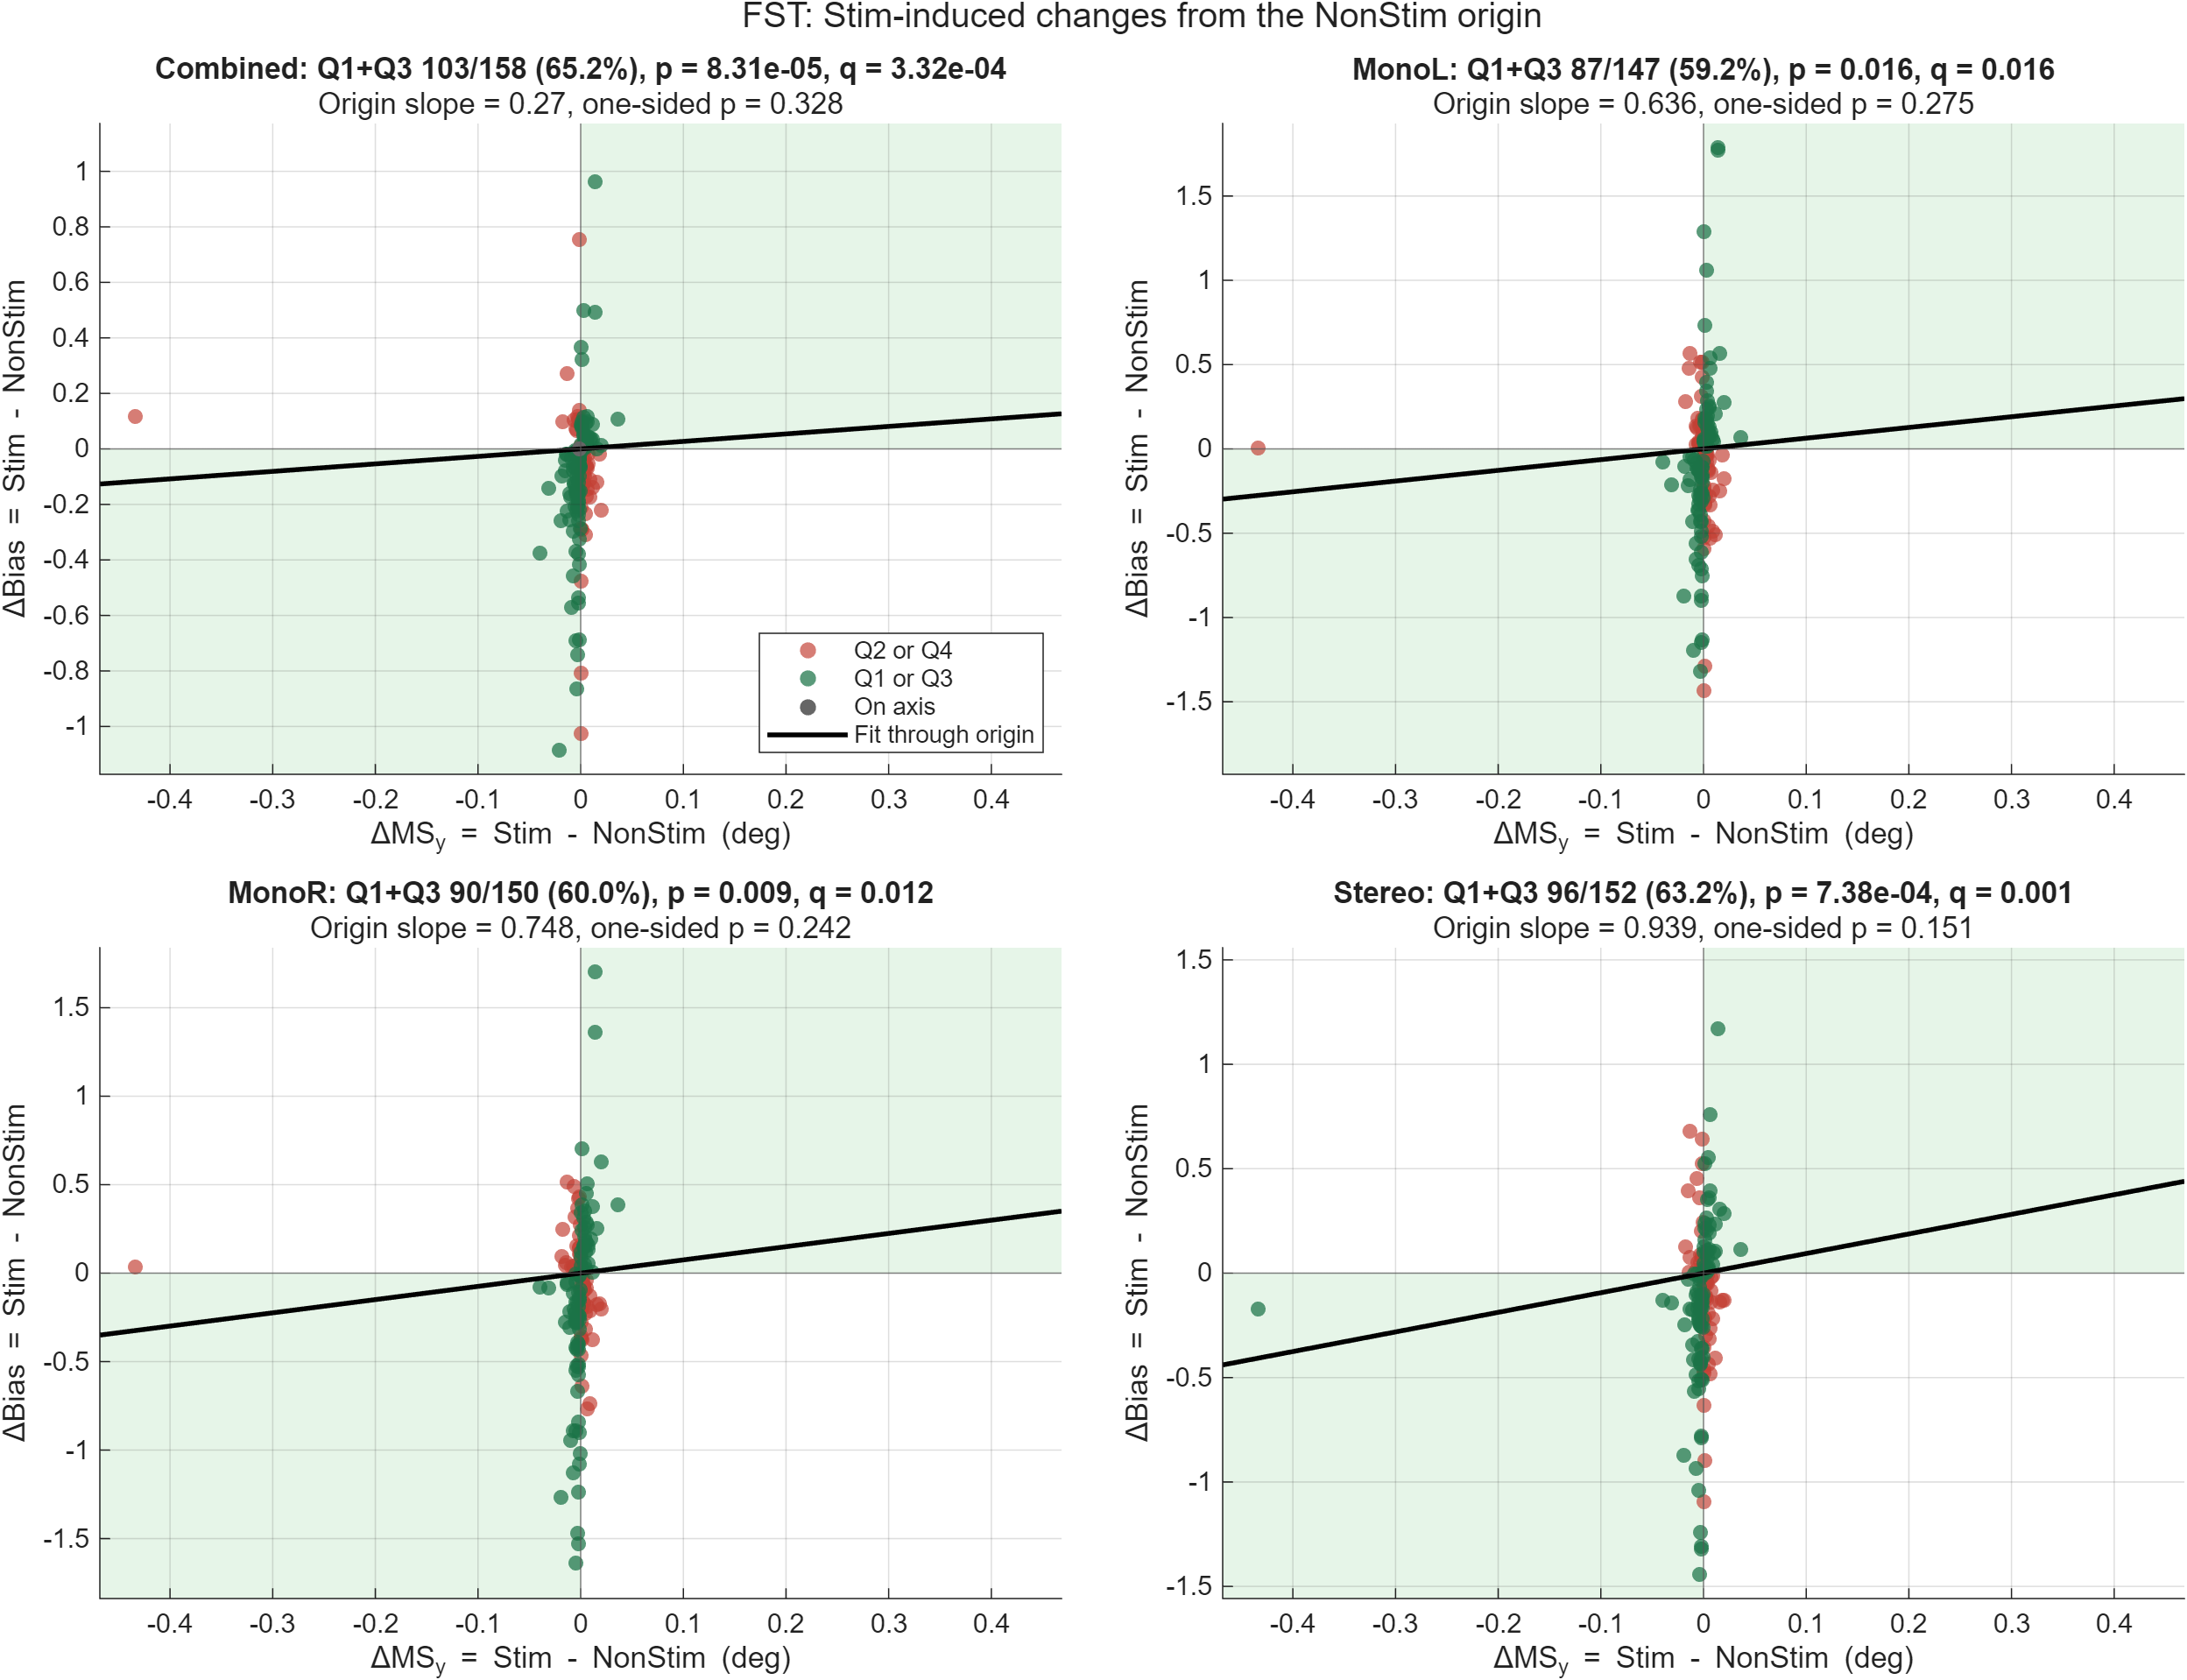 FST: Stim-induced changes from the NonStim origin
Combined: Q1+Q3 103/158 (65.2%), p = 8.31e-05, q = 3.32e-04
Origin slope = 0.27, one-sided p = 0.328
1
0.8
0.6
0.4
0.2
0
-0.2
-0.4
-0.6
-0.8
-1
ΔBias = Stim - NonStim
Q2 or Q4
Q1 or Q3
On axis
Fit through origin
-0.4 -0.3 -0.2 -0.1 0 0.1 0.2 0.3 0.4
ΔMSy = Stim - NonStim (deg)
MonoL: Q1+Q3 87/147 (59.2%), p = 0.016, q = 0.016
Origin slope = 0.636, one-sided p = 0.275
1.5
1
0.5
0
-0.5
-1
-1.5
ΔBias = Stim - NonStim
-0.4 -0.3 -0.2 -0.1 0 0.1 0.2 0.3 0.4
ΔMSy = Stim - NonStim (deg)
MonoR: Q1+Q3 90/150 (60.0%), p = 0.009, q = 0.012
Origin slope = 0.748, one-sided p = 0.242
1.5
1
0.5
0
-0.5
-1
-1.5
ΔBias = Stim - NonStim
-0.4 -0.3 -0.2 -0.1 0 0.1 0.2 0.3 0.4
ΔMSy = Stim - NonStim (deg)
Stereo: Q1+Q3 96/152 (63.2%), p = 7.38e-04, q = 0.001
Origin slope = 0.939, one-sided p = 0.151
1.5
1
0.5
0
-0.5
-1
-1.5
ΔBias = Stim - NonStim
-0.4 -0.3 -0.2 -0.1 0 0.1 0.2 0.3 0.4
ΔMSy = Stim - NonStim (deg)